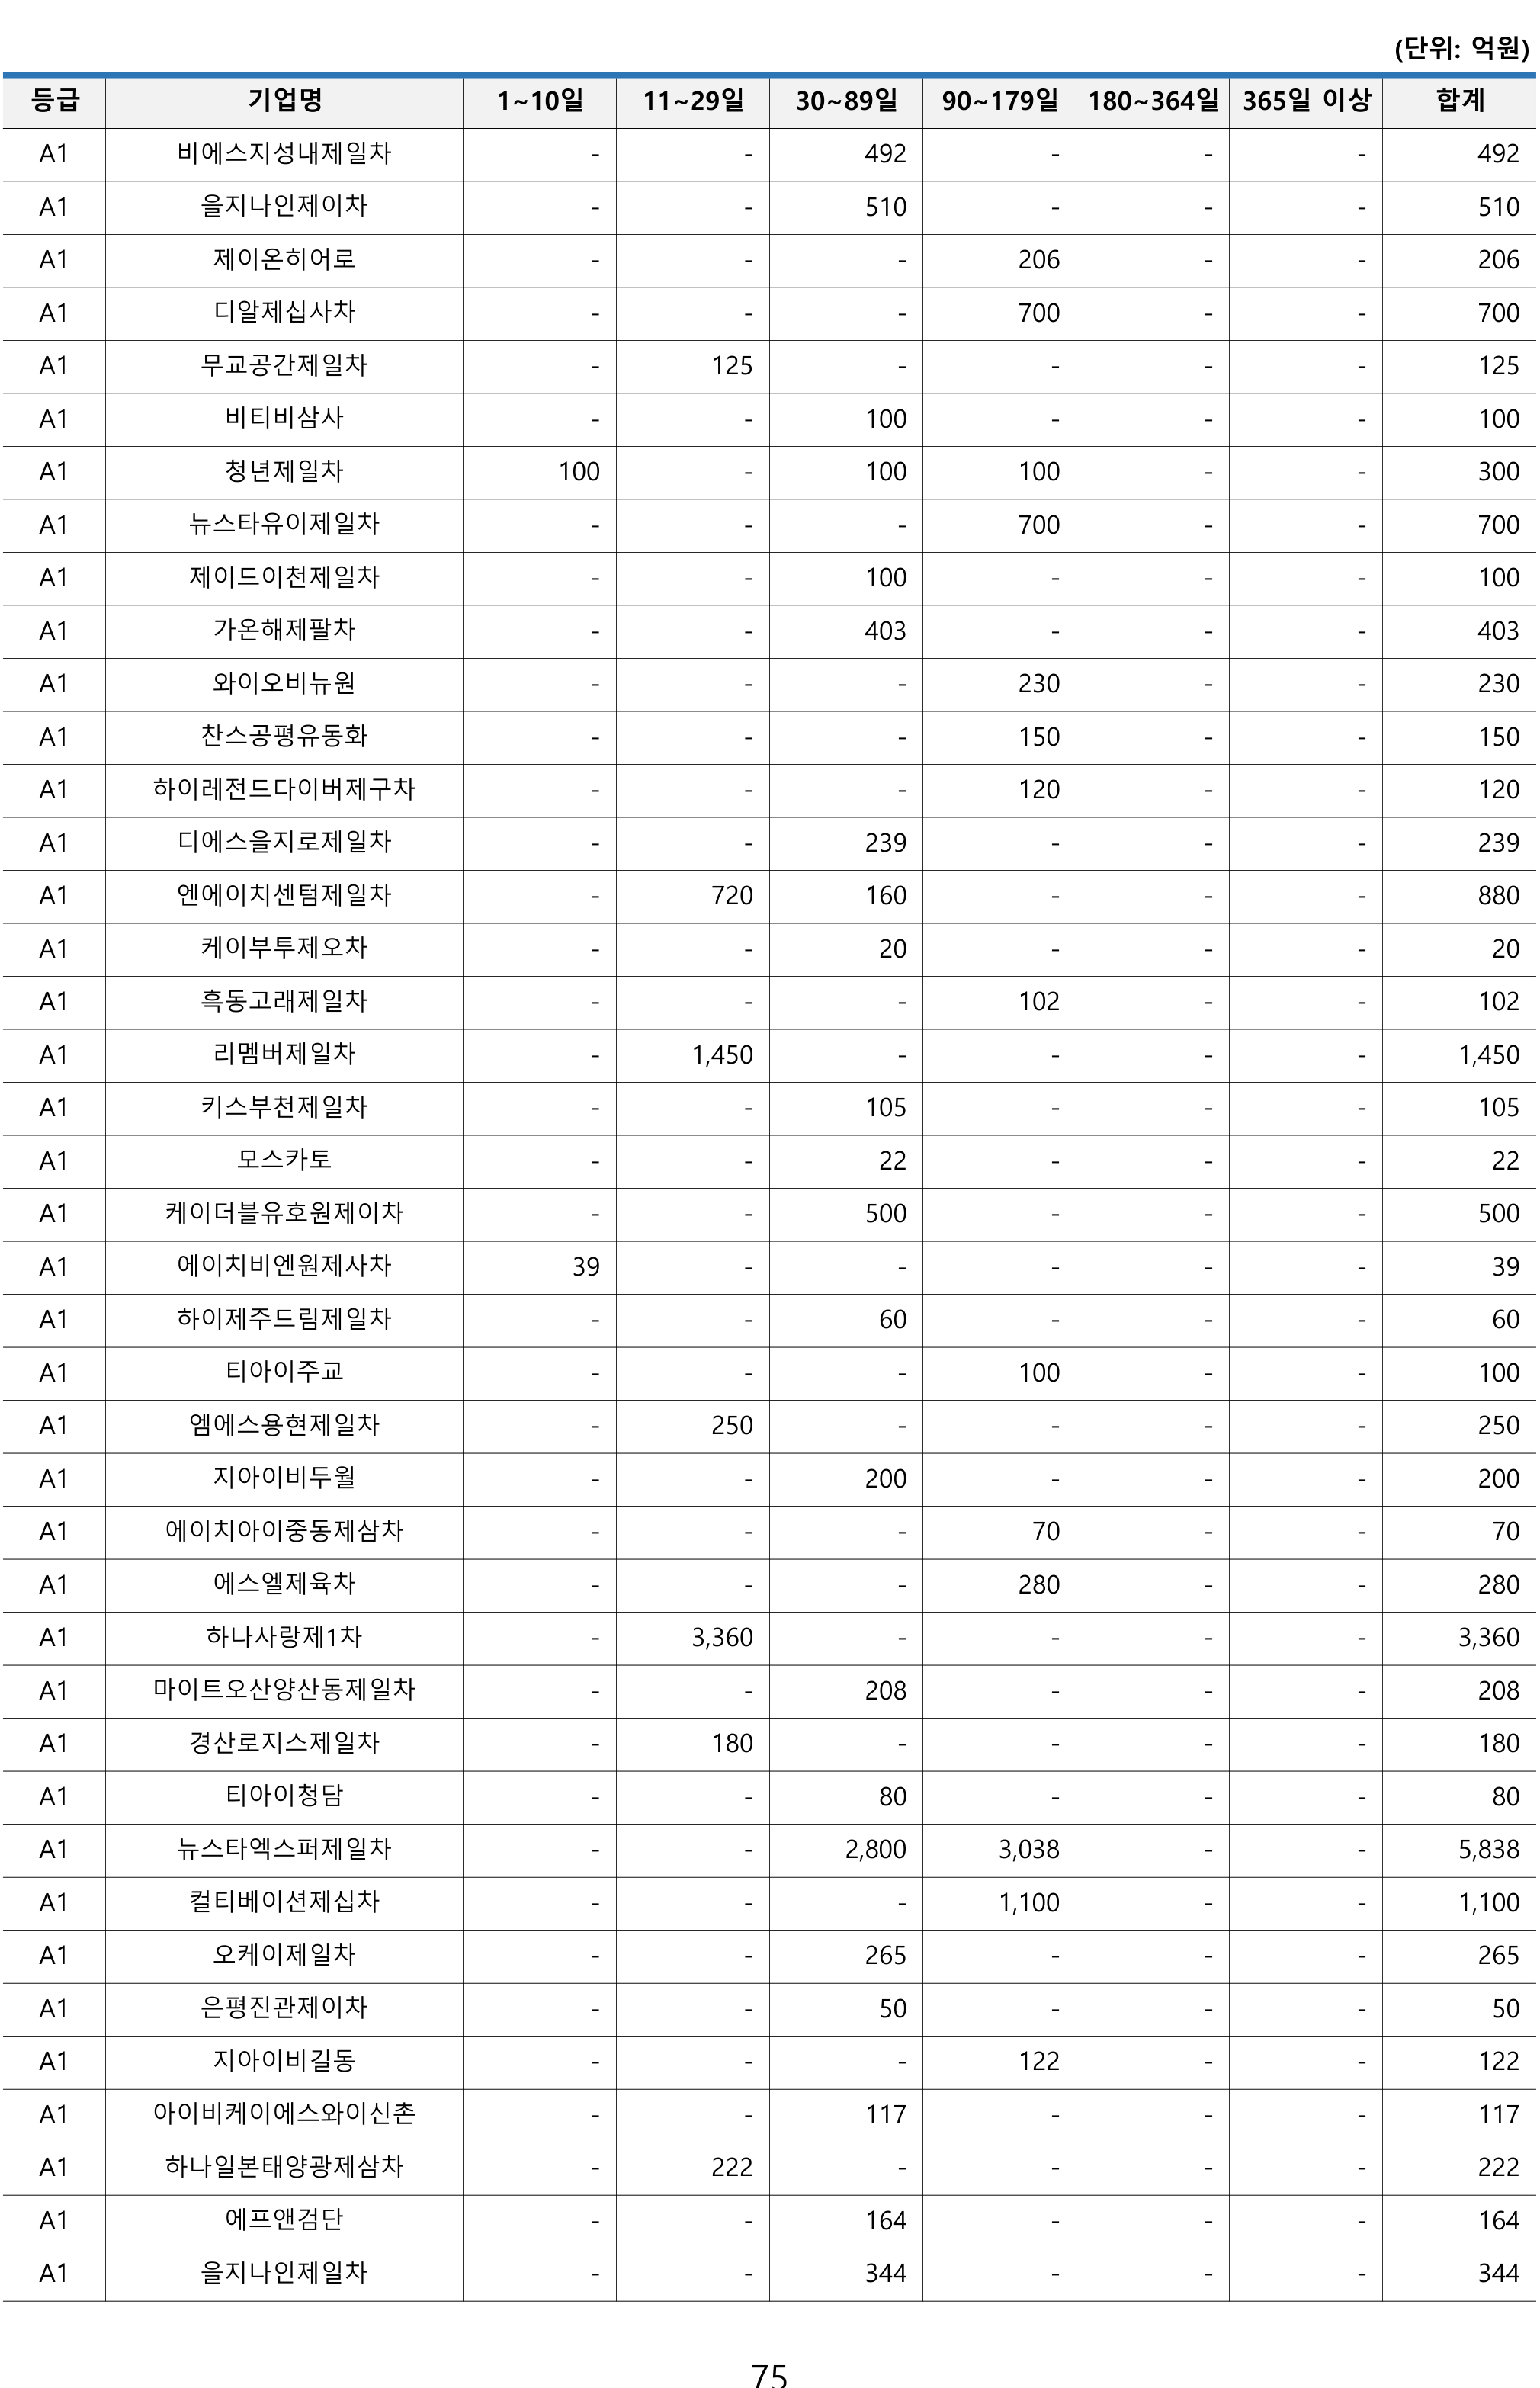 (단위: 억원)
등급 기업명 1~10일 11~29일 30~89일 90~179일 180~364일 365일 이상 합계
A1 비에스지성내제일차 - - 492 - - - 492
A1 을지나인제이차 - - 510 - - - 510
A1 제이온히어로 - - - 206 - - 206
A1 디알제십사차 - - - 700 - - 700
A1 무교공간제일차 - 125 - - - - 125
A1 비티비삼사 - - 100 - - - 100
A1 청년제일차 100 - 100 100 - - 300
A1 뉴스타유이제일차 - - - 700 - - 700
A1 제이드이천제일차 - - 100 - - - 100
A1 가온해제팔차 - - 403 - - - 403
A1 와이오비뉴원 - - - 230 - - 230
A1 찬스공평유동화 - - - 150 - - 150
A1 하이레전드다이버제구차 - - - 120 - - 120
A1 디에스을지로제일차 - - 239 - - - 239
A1 엔에이치센텀제일차 - 720 160 - - - 880
A1 케이부투제오차 - - 20 - - - 20
A1 흑동고래제일차 - - - 102 - - 102
A1 리멤버제일차 - 1,450 - - - - 1,450
A1 키스부천제일차 - - 105 - - - 105
A1 모스카토 - - 22 - - - 22
A1 케이더블유호원제이차 - - 500 - - - 500
A1 에이치비엔원제사차 39 - - - - - 39
A1 하이제주드림제일차 - - 60 - - - 60
A1 티아이주교 - - - 100 - - 100
A1 엠에스용현제일차 - 250 - - - - 250
A1 지아이비두월 - - 200 - - - 200
A1 에이치아이중동제삼차 - - - 70 - - 70
A1 에스엘제육차 - - - 280 - - 280
A1 하나사랑제1차 - 3,360 - - - - 3,360
A1 마이트오산양산동제일차 - - 208 - - - 208
A1 경산로지스제일차 - 180 - - - - 180
A1 티아이청담 - - 80 - - - 80
A1 뉴스타엑스퍼제일차 - - 2,800 3,038 - - 5,838
A1 컬티베이션제십차 - - - 1,100 - - 1,100
A1 오케이제일차 - - 265 - - - 265
A1 은평진관제이차 - - 50 - - - 50
A1 지아이비길동 - - - 122 - - 122
A1 아이비케이에스와이신촌 - - 117 - - - 117
A1 하나일본태양광제삼차 - 222 - - - - 222
A1 에프앤검단 - - 164 - - - 164
A1 을지나인제일차 - - 344 - - - 344
75